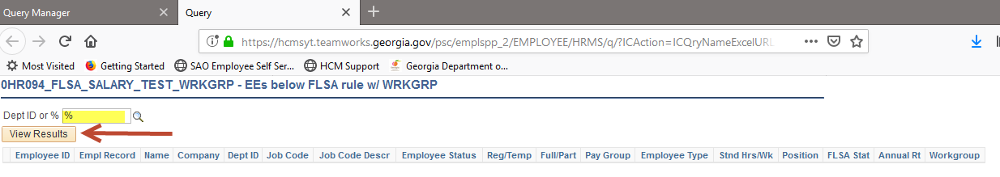 Query Manager
Query
https://hcmsyt.teamworks.georgia.gov/psc/emplspp_2/EMPLOYEE/HRMS/q/?ICAction=ICQryNameExcelURL
Most Visited Getting Started SAO Employee Self Ser... HCM Support Georgia Department o...
0HR094_FLSA_SALARY_TEST_WRKGRP - EEs below FLSA rule w/ WRKGRP
Dept ID or % %
View Results
Employee ID Empl Record Name Company Dept ID Job Code Job Code Descr Employee Status Reg/Temp Full/Part Pay Group Employee Type Stnd Hrs/Wk Position FLSA Stat Annual Rt Workgroup